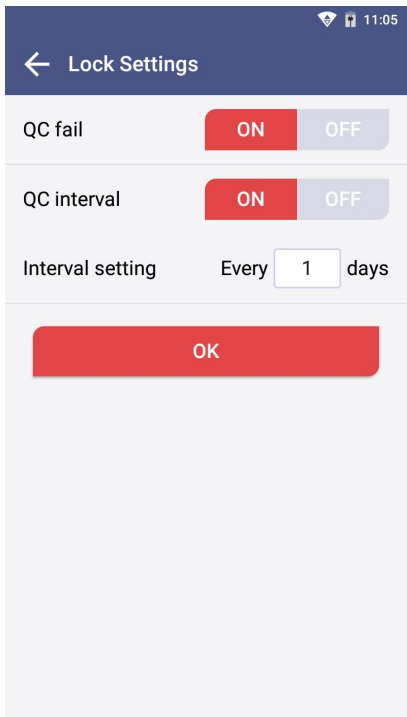 11:05
Lock Settings
QC fail ON OFF
QC interval ON OFF
Interval setting Every 1 days
OK